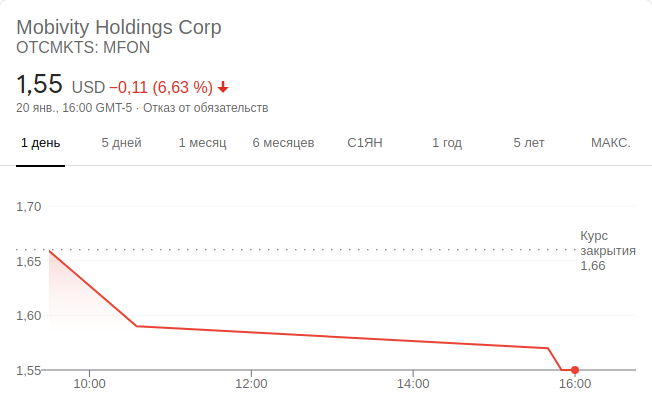 Mobivity Holdings Corp
OTCMKTS: MFON
1,55 USD −0,11 (6,63 %)
20 янв., 16:00 GMT-5 · Отказ от обязательств
1 день 5 дней 1 месяц 6 месяцев С1ЯН 1 год 5 лет МАКС.
1,70
Курс
закрытия
1,66
1,65
1,60
1,55
10:00 12:00 14:00 16:00